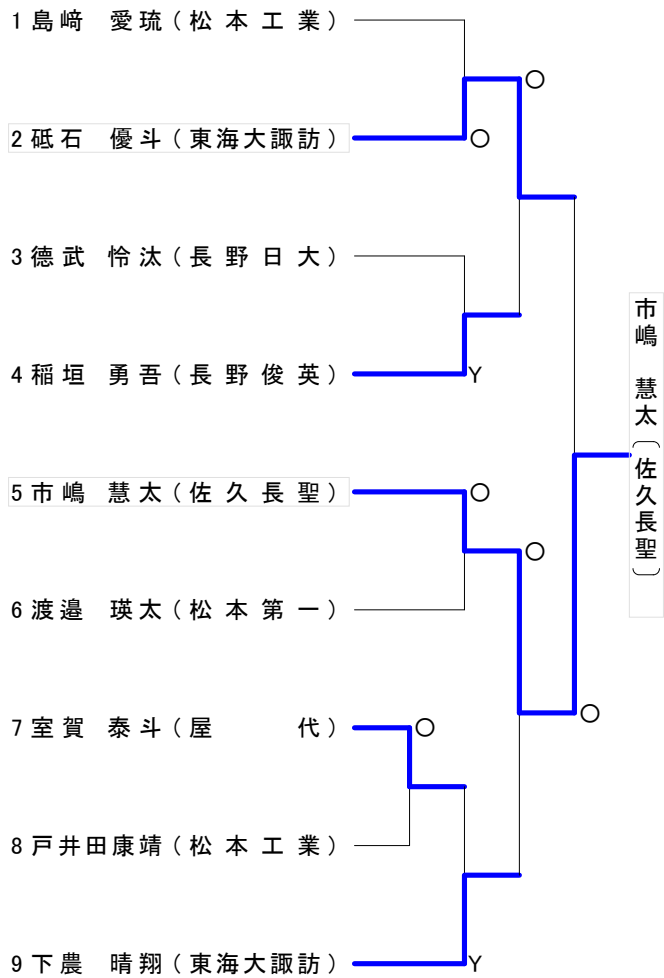 1 島﨑 愛琉 ( 松本工業 )
○
2 砥石 優斗 ( 東海大諏訪 )
○
3 德武 怜汰 ( 長野日大 )
4 稲垣 勇吾 ( 長野俊英 )
Y
市嶋 慧太 (佐久長聖)
5 市嶋 慧太 ( 佐久長聖 )
○
○
6 渡邉 瑛太 ( 松本第一 )
○
7 室賀 泰斗 ( 屋代 )
○
8 戸井田康靖 ( 松本工業 )
9 下農 晴翔 ( 東海大諏訪 )
Y